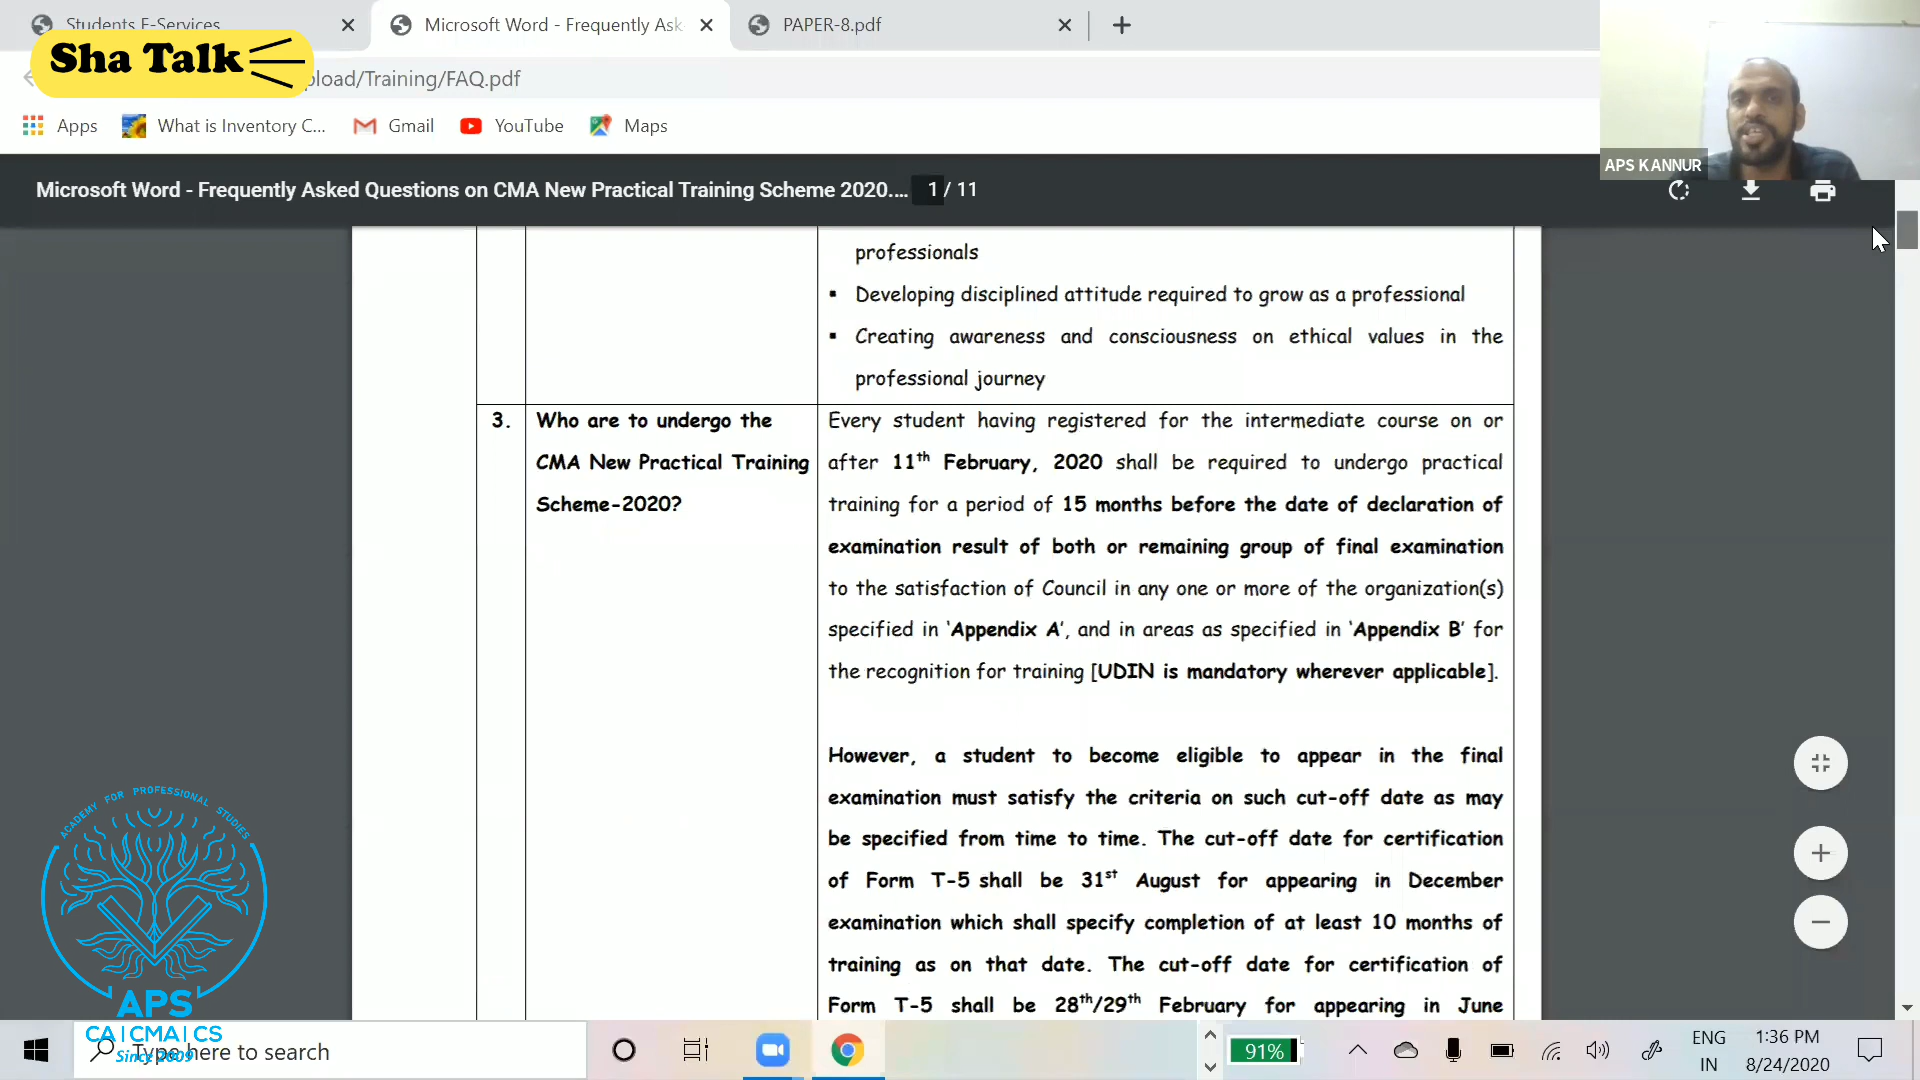 Students E-Services
Microsoft Word - Frequently Ask
PAPER-8.pdf
Sha Talk
pload/Training/FAQ.pdf
Apps
What is Inventory C...
Gmail
YouTube
Maps
APS KANNUR
Microsoft Word - Frequently Asked Questions on CMA New Practical Training Scheme 2020.... 1 / 11
professionals
▪ Developing disciplined attitude required to grow as a professional
▪ Creating awareness and consciousness on ethical values in the
professional journey
3.
Who are to undergo the
CMA New Practical Training
Scheme-2020?
Every student having registered for the intermediate course on or
after 11th February, 2020 shall be required to undergo practical
training for a period of 15 months before the date of declaration of
examination result of both or remaining group of final examination
to the satisfaction of Council in any one or more of the organization(s)
specified in ‘Appendix A’, and in areas as specified in ‘Appendix B’ for
the recognition for training [UDIN is mandatory wherever applicable].
However, a student to become eligible to appear in the final
examination must satisfy the criteria on such cut-off date as may
be specified from time to time. The cut-off date for certification
of Form T-5 shall be 31st August for appearing in December
examination which shall specify completion of at least 10 months of
training as on that date. The cut-off date for certification of
Form T-5 shall be 28th/29th February for appearing in June
ACADEMY FOR PROFESSIONAL STUDIES
APS
CA|CMA|CS
Since 2009
Type here to search
91%
ENG
IN
1:36 PM
8/24/2020